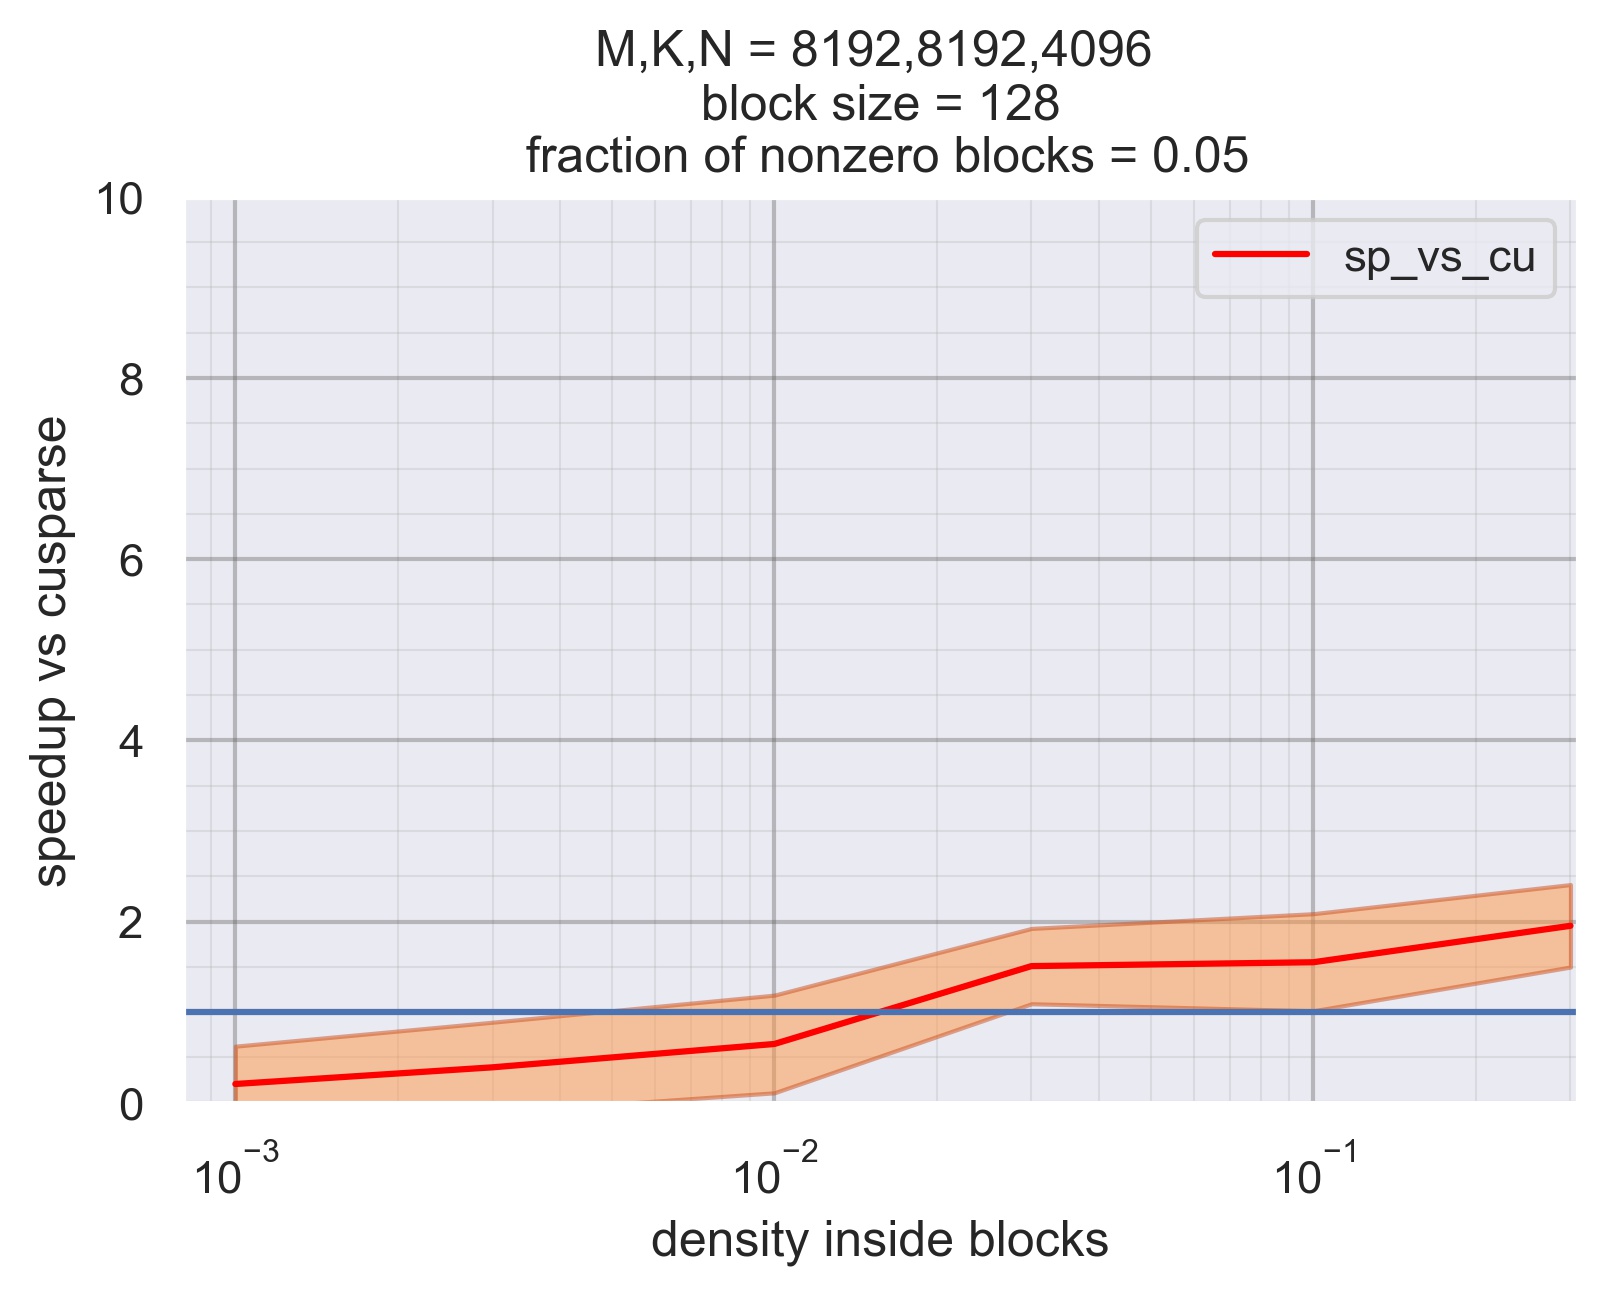 M,K,N = 8192,8192,4096
block size = 128
fraction of nonzero blocks = 0.05
sp_vs_cu
speedup vs cusparse
10
8
6
4
2
0
10⁻³
10⁻²
10⁻¹
density inside blocks